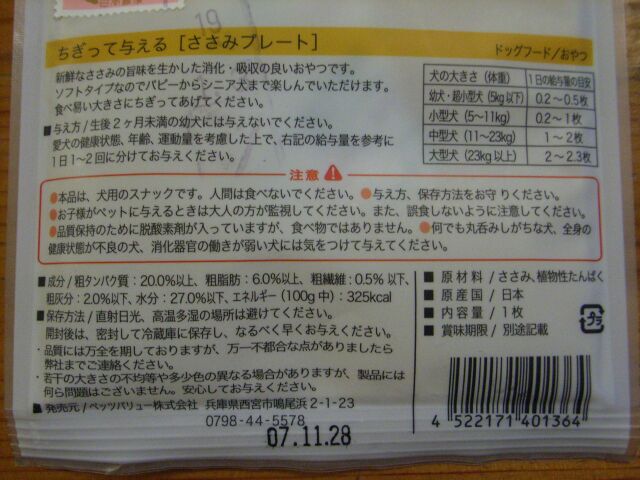 19
ちぎって与える［ささみプレート］
ドッグフード/おやつ
新鮮なささみの旨味を生かした消化・吸収の良いおやつです。
ソフトタイプなのでパピーからシニア犬まで楽しんでいただけます。
食べ易い大きさにちぎってあげてください。
■与え方/生後2ヶ月未満の幼犬には与えないでください。
愛犬の健康状態、年齢、運動量を考慮した上で、右記の給与量を参考に
1日1〜2回に分けてお与えください。
犬の大きさ（体重） 1日の給与量の目安
幼犬・超小型犬（5kg以下） 0.2〜0.5枚
小型犬（5〜11kg） 0.2〜1枚
中型犬（11〜23kg） 1〜2枚
大型犬（23kg以上） 2〜2.3枚
注意
●本品は、犬用のスナックです。人間は食べないでください。●与え方、保存方法をお守りください。
●お子様がペットに与えるときは大人の方が監視してください。また、誤食しないように注意してください。
●品質保持のために脱酸素剤が入っていますが、食べ物ではありません。●何でも丸呑みしがちな犬、全身の
健康状態が不良の犬、消化器官の働きが弱い犬には気をつけて与えてください。
■成分/粗タンパク質：20.0%以上、粗脂肪：6.0%以上、粗繊維：0.5%以下、
粗灰分：2.0%以下、水分：27.0%以下、エネルギー（100g中）：325kcal
■保存方法/直射日光、高温多湿の場所は避けてください。
開封後は、密封して冷蔵庫に保存し、なるべく早くお与えください。
・品質には万全を期しておりますが、万一不都合な点がありましたら
弊社までご連絡ください。
・若干の大きさの不均等や多少色の異なる場合がありますが、製品には
何ら問題はございません。安心してお与えください。
■発売元/ペッツバリュー株式会社 兵庫県西宮市鳴尾浜2-1-23
0798-44-5578
07.11.28
■原材料/ささみ、植物性たんぱく
■原産国/日本
■内容量/1枚
■賞味期限/別途記載
プラ
4 522171 401364